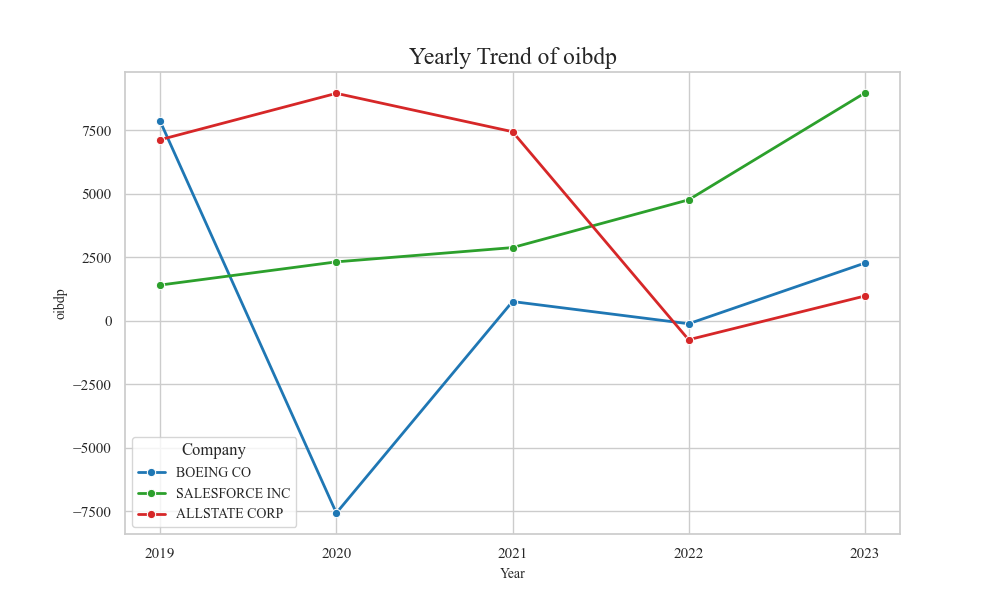 Yearly Trend of oibdp
oibdp
7500
5000
2500
0
−2500
−5000
−7500
Company
BOEING CO
SALESFORCE INC
ALLSTATE CORP
2019 2020 2021 2022 2023
Year